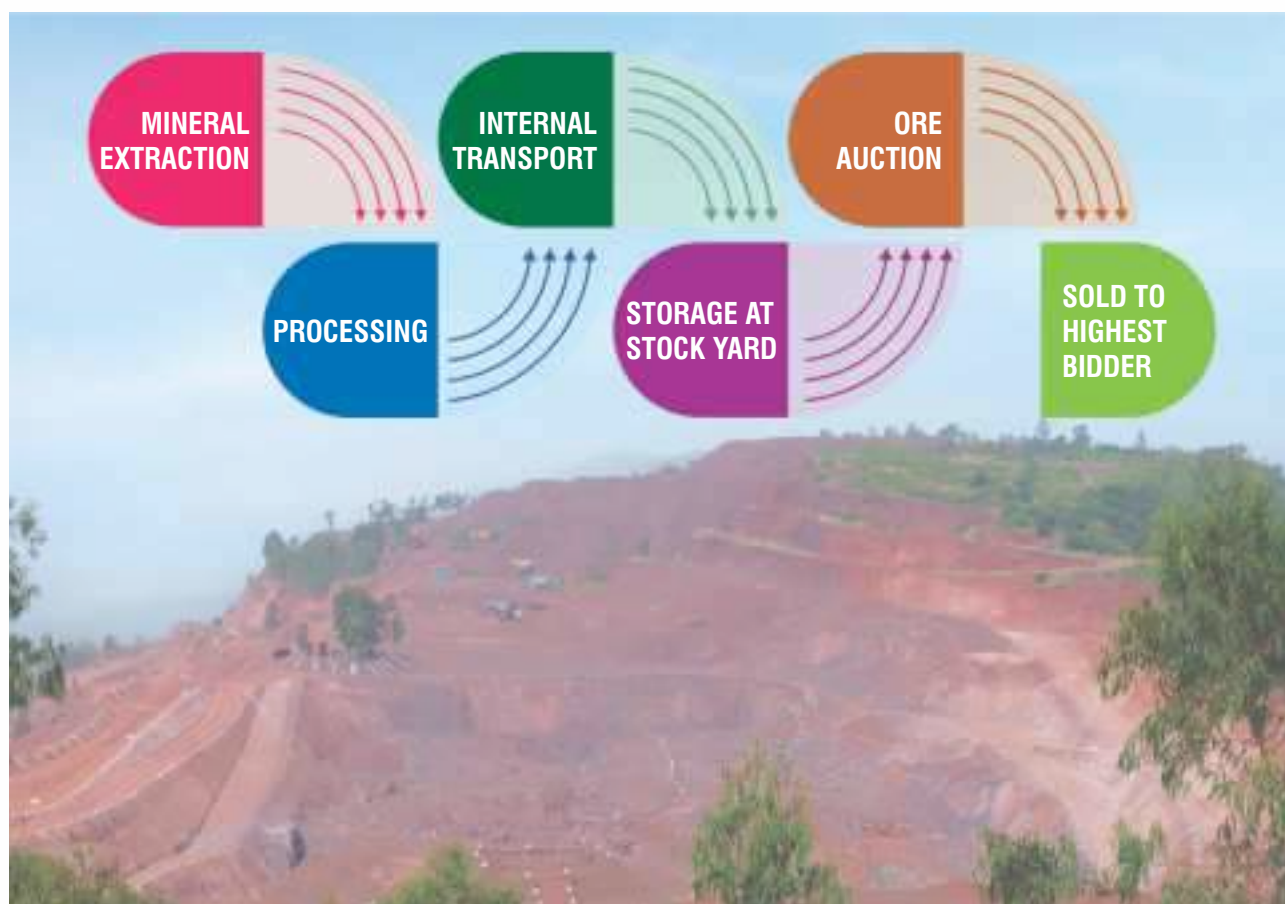 MINERAL
EXTRACTION
PROCESSING
INTERNAL
TRANSPORT
STORAGE AT
STOCK YARD
ORE
AUCTION
SOLD TO
HIGHEST
BIDDER